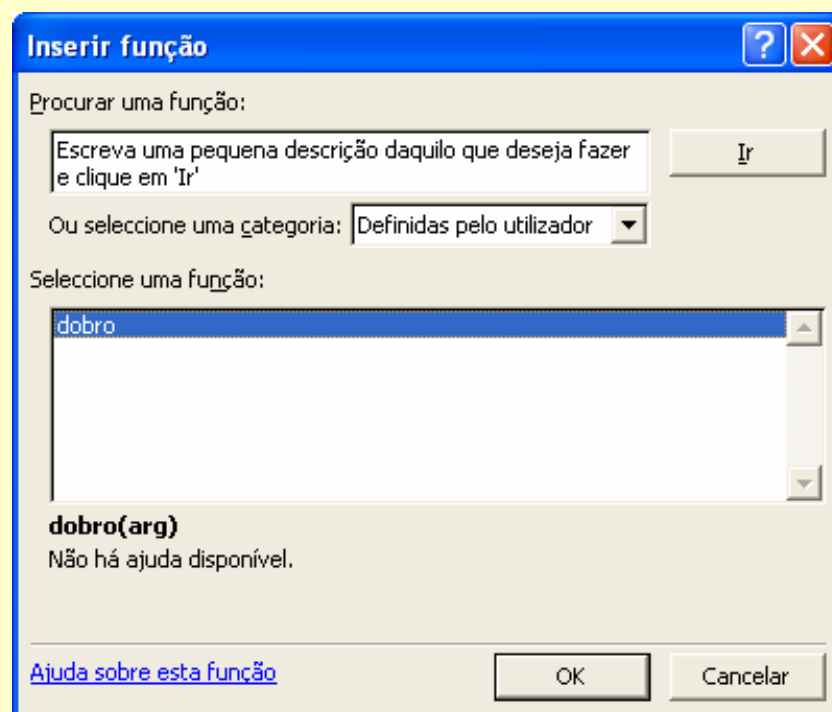 Inserir função
Procurar uma função:
Escreva uma pequena descrição daquilo que deseja fazer
e clique em 'Ir'
Ir
Ou seleccione uma categoria: Definidas pelo utilizador
Seleccione uma função:
dobro
dobro(arg)
Não há ajuda disponível.
Ajuda sobre esta função
OK
Cancelar